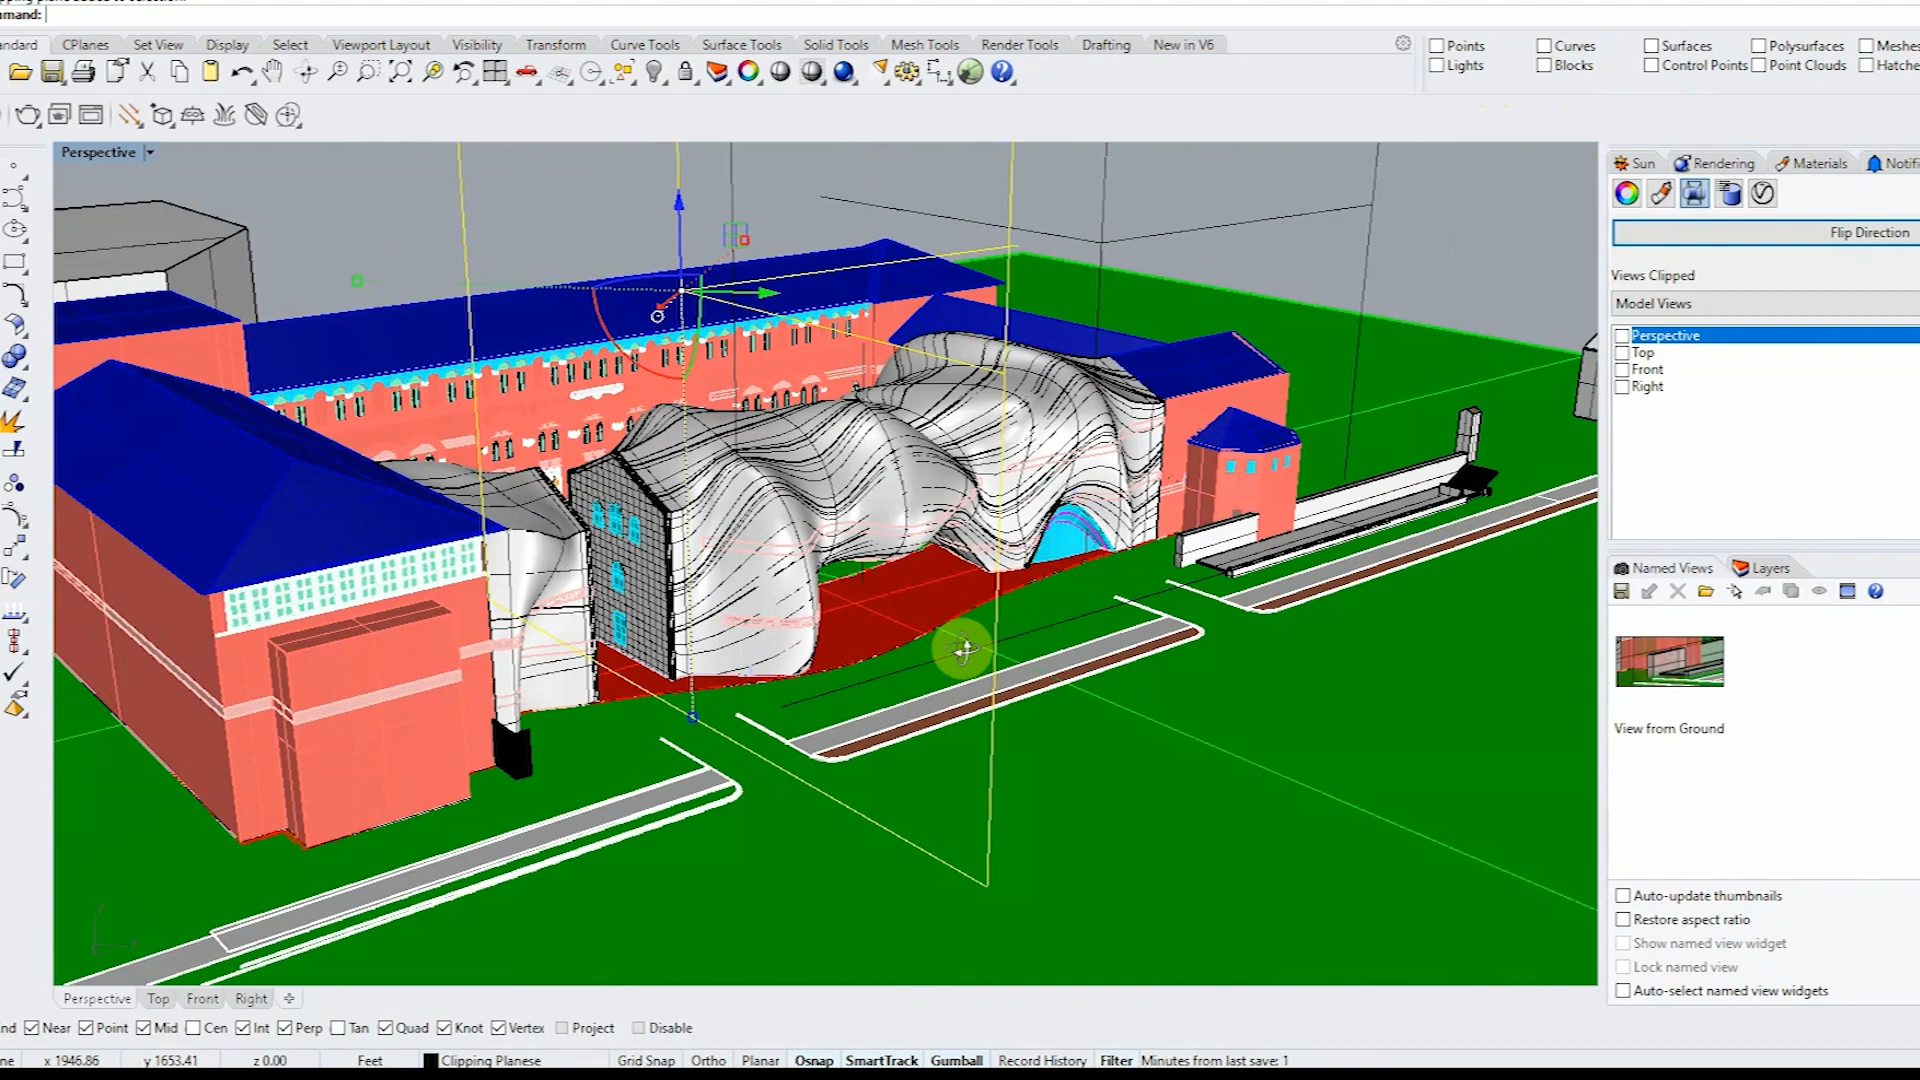 mmand:
andard CPlanes Set View Display Select Viewport Layout Visibility Transform Curve Tools Surface Tools Solid Tools Mesh Tools Render Tools Drafting New in V6
Points Curves Surfaces Polysurfaces Meshes
Lights Blocks Control Points Point Clouds Hatche
Perspective
Sun Rendering Materials Notifi
Flip Direction
Views Clipped
Model Views
Perspective
Top
Front
Right
Named Views Layers
View from Ground
Auto-update thumbnails
Restore aspect ratio
Show named view widget
Lock named view
Auto-select named view widgets
Perspective Top Front Right
nd Near Point Mid Cen Int Perp Tan Quad Knot Vertex Project Disable
ne x 1946.86 y 1653.41 z 0.00 Feet Clipping Planese Grid Snap Ortho Planar Osnap SmartTrack Gumball Record History Filter Minutes from last save: 1